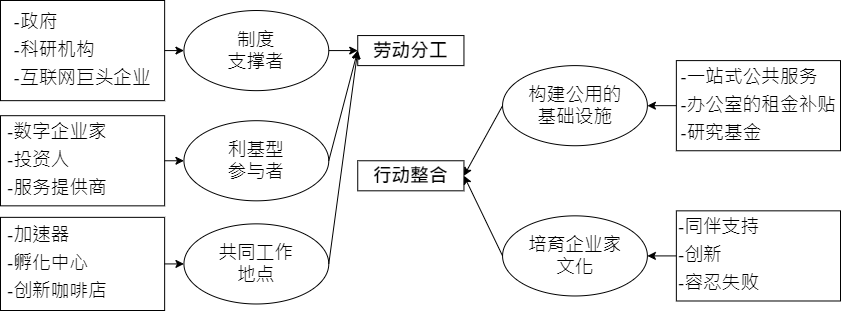 -政府
-科研机构
-互联网巨头企业
制度
支撑者
劳动分工
-数字企业家
-投资人
-服务提供商
利基型
参与者
-加速器
-孵化中心
-创新咖啡店
共同工作
地点
行动整合
构建公用的
基础设施
-一站式公共服务
-办公室的租金补贴
-研究基金
培育企业家
文化
-同伴支持
-创新
-容忍失败